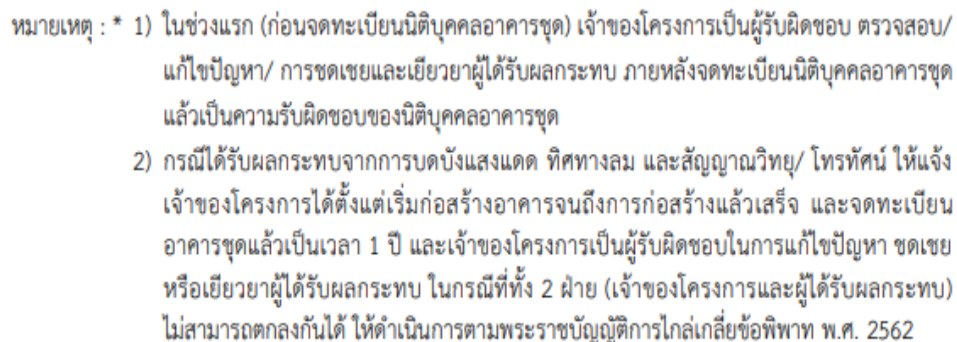 หมายเหตุ : * 1) ในช่วงแรก (ก่อนจดทะเบียนนิติบุคคลอาคารชุด) เจ้าของโครงการเป็นผู้รับผิดชอบ ตรวจสอบ/
แก้ไขปัญหา/ การชดเชยและเยียวยาผู้ได้รับผลกระทบ ภายหลังจดทะเบียนนิติบุคคลอาคารชุด
แล้วเป็นความรับผิดชอบของนิติบุคคลอาคารชุด
2) กรณีได้รับผลกระทบจากการบดบังแสงแดด ทิศทางลม และสัญญาณวิทยุ/ โทรทัศน์ ให้แจ้ง
เจ้าของโครงการได้ตั้งแต่เริ่มก่อสร้างอาคารจนถึงการก่อสร้างแล้วเสร็จ และจดทะเบียน
อาคารชุดแล้วเป็นเวลา 1 ปี และเจ้าของโครงการเป็นผู้รับผิดชอบในการแก้ไขปัญหา ชดเชย
หรือเยียวยาผู้ได้รับผลกระทบ ในกรณีที่ทั้ง 2 ฝ่าย (เจ้าของโครงการและผู้ได้รับผลกระทบ)
ไม่สามารถตกลงกันได้ ให้ดำเนินการตามพระราชบัญญัติการไกล่เกลี่ยข้อพิพาท พ.ศ. 2562